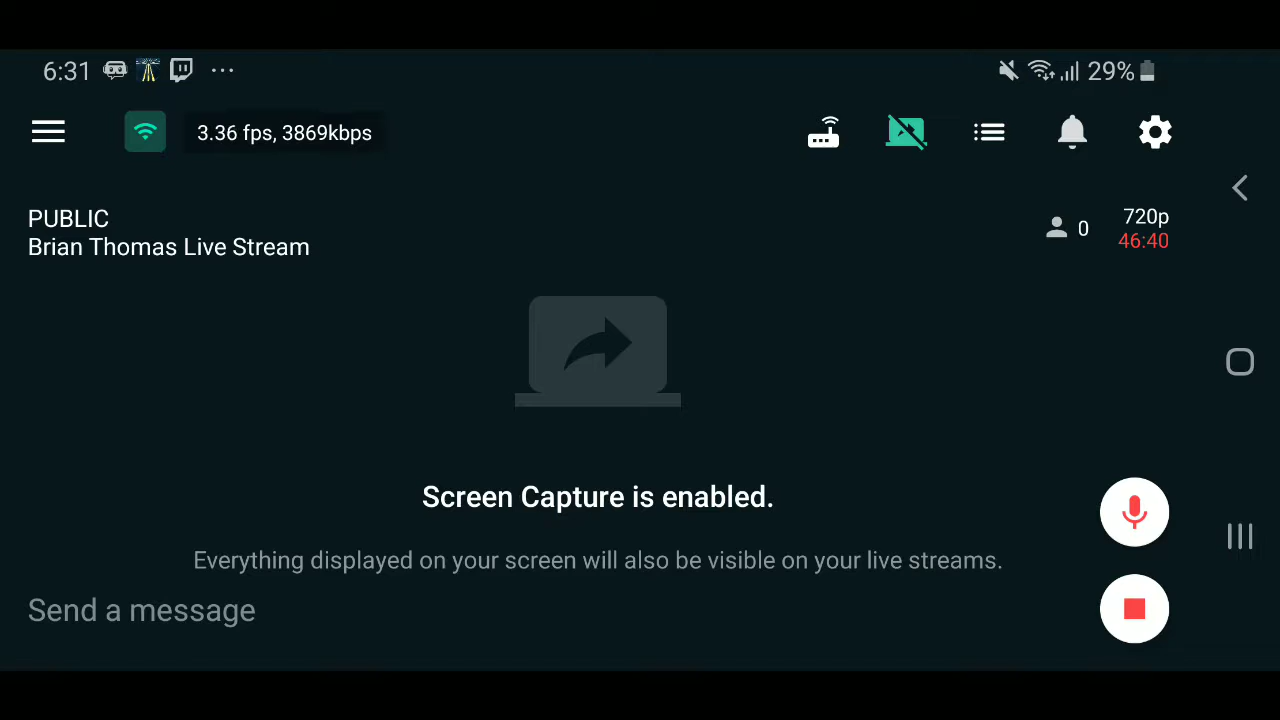 6:31 ... 29%
3.36 fps, 3869kbps
PUBLIC
Brian Thomas Live Stream
0
720p
46:40
Screen Capture is enabled.
Everything displayed on your screen will also be visible on your live streams.
Send a message